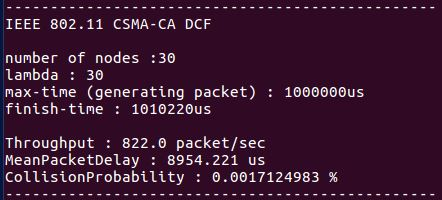 ------------------------------------------------
IEEE 802.11 CSMA-CA DCF
number of nodes :30
lambda : 30
max-time (generating packet) : 1000000us
finish-time : 1010220us
Throughput : 822.0 packet/sec
MeanPacketDelay : 8954.221 us
CollisionProbability : 0.0017124983 %
------------------------------------------------